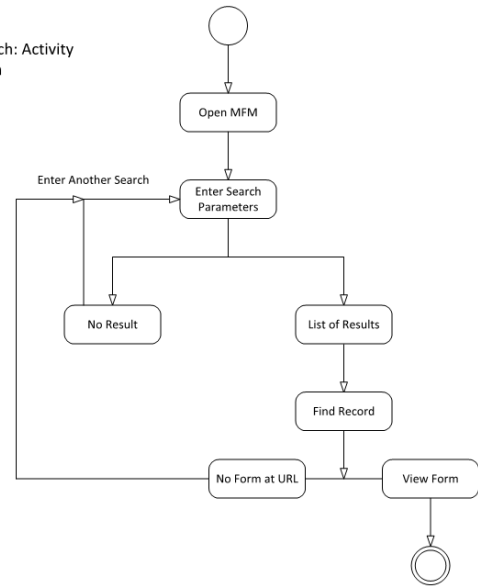 ch: Activity
Open MFM
Enter Another Search
Enter Search
Parameters
No Result
List of Results
Find Record
No Form at URL
View Form